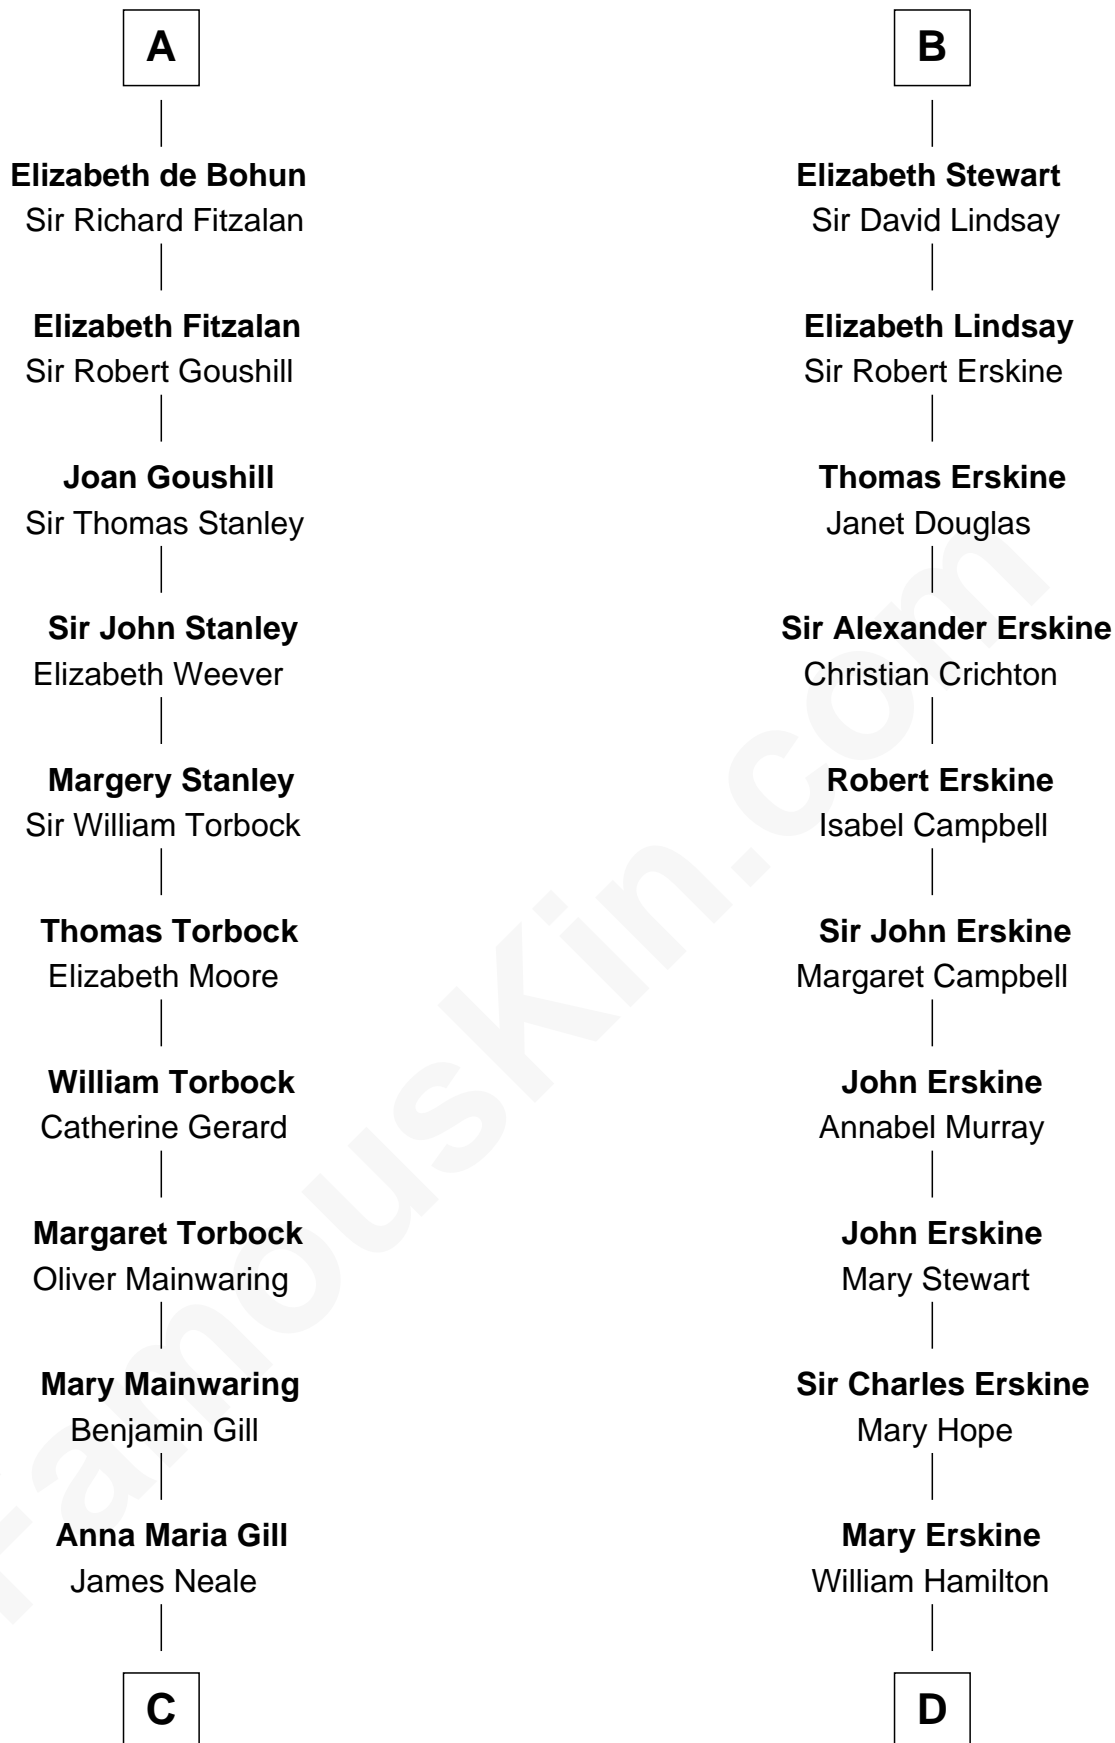 A
Elizabeth de Bohun
Sir Richard Fitzalan
Elizabeth Fitzalan
Sir Robert Goushill
Joan Goushill
Sir Thomas Stanley
Sir John Stanley
Elizabeth Weever
Margery Stanley
Sir William Torbock
Thomas Torbock
Elizabeth Moore
William Torbock
Catherine Gerard
Margaret Torbock
Oliver Mainwaring
Mary Mainwaring
Benjamin Gill
Anna Maria Gill
James Neale
C
B
Elizabeth Stewart
Sir David Lindsay
Elizabeth Lindsay
Sir Robert Erskine
Thomas Erskine
Janet Douglas
Sir Alexander Erskine
Christian Crichton
Robert Erskine
Isabel Campbell
Sir John Erskine
Margaret Campbell
John Erskine
Annabel Murray
John Erskine
Mary Stewart
Sir Charles Erskine
Mary Hope
Mary Erskine
William Hamilton
D
FamousKin.com